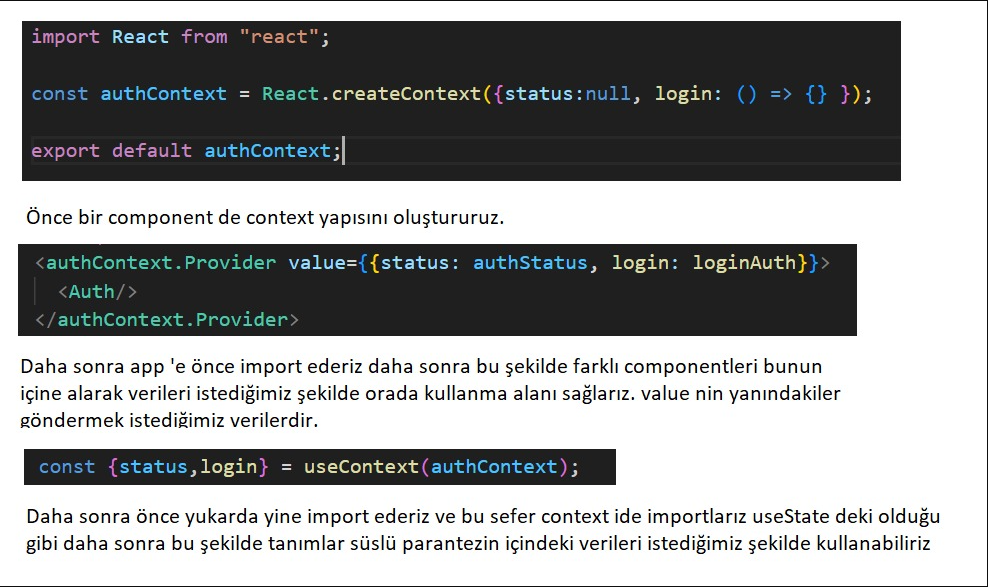 import React from "react";
const authContext = React.createContext({status:null, login: () => {} });
export default authContext;
Önce bir component de context yapısını oluştururuz.
<authContext.Provider value={{status: authStatus, login: loginAuth}}>
<Auth/>
</authContext.Provider>
Daha sonra app 'e önce import ederiz daha sonra bu şekilde farklı componentleri bunun
içine alarak verileri istediğimiz şekilde orada kullanma alanı sağlarız. value nin yanındakiler
göndermek istediğimiz verilerdir.
const {status,login} = useContext(authContext);
Daha sonra önce yukarda yine import ederiz ve bu sefer context ide importlarız useState deki olduğu
gibi daha sonra bu şekilde tanımlar süslü parantezin içindeki verileri istediğimiz şekilde kullanabiliriz